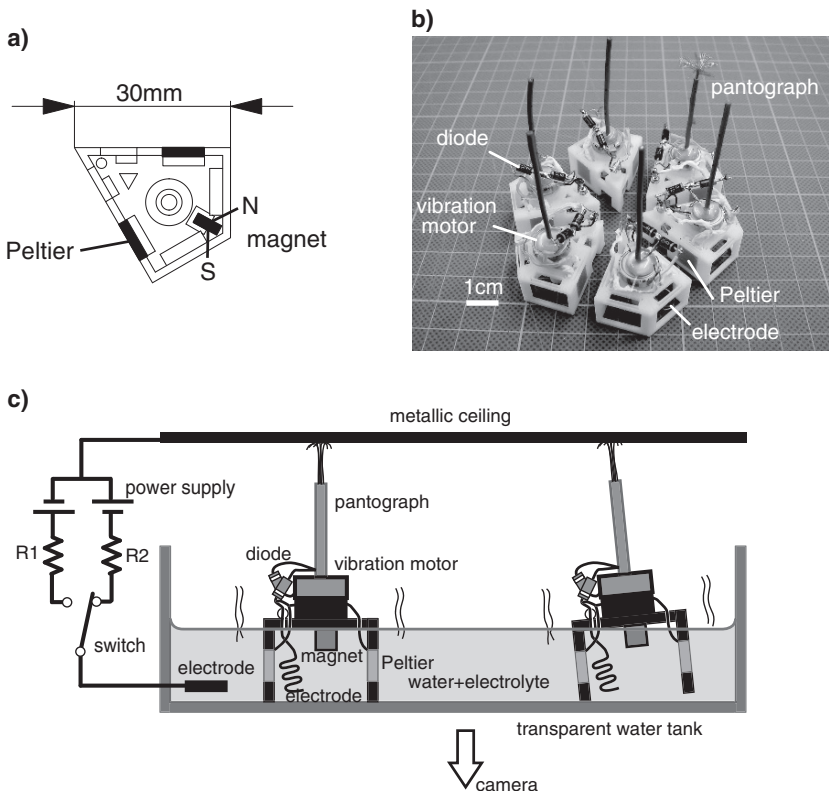 a)
30mm
N
magnet
S
Peltier
b)
pantograph
diode
vibration
motor
1cm
Peltier
electrode
c)
metallic ceiling
power supply
pantograph
R1
R2
diode
vibration motor
switch
electrode
magnet
Peltier
electrode
water+electrolyte
transparent water tank
camera